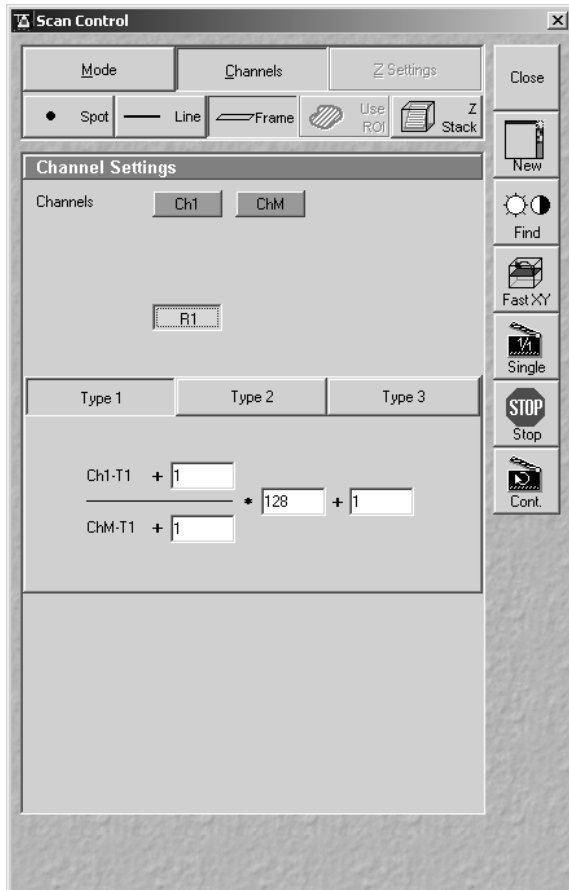 Scan Control
Mode Channels Z Settings
Spot Line Frame Use ROI Z Stack
Close
New
Find
Fast XY
1/1
Single
STOP
Stop
Cont.
Channel Settings
Channels Ch1 ChM
R1
Type 1 Type 2 Type 3
Ch1-T1 + 1
* 128 + 1
ChM-T1 + 1